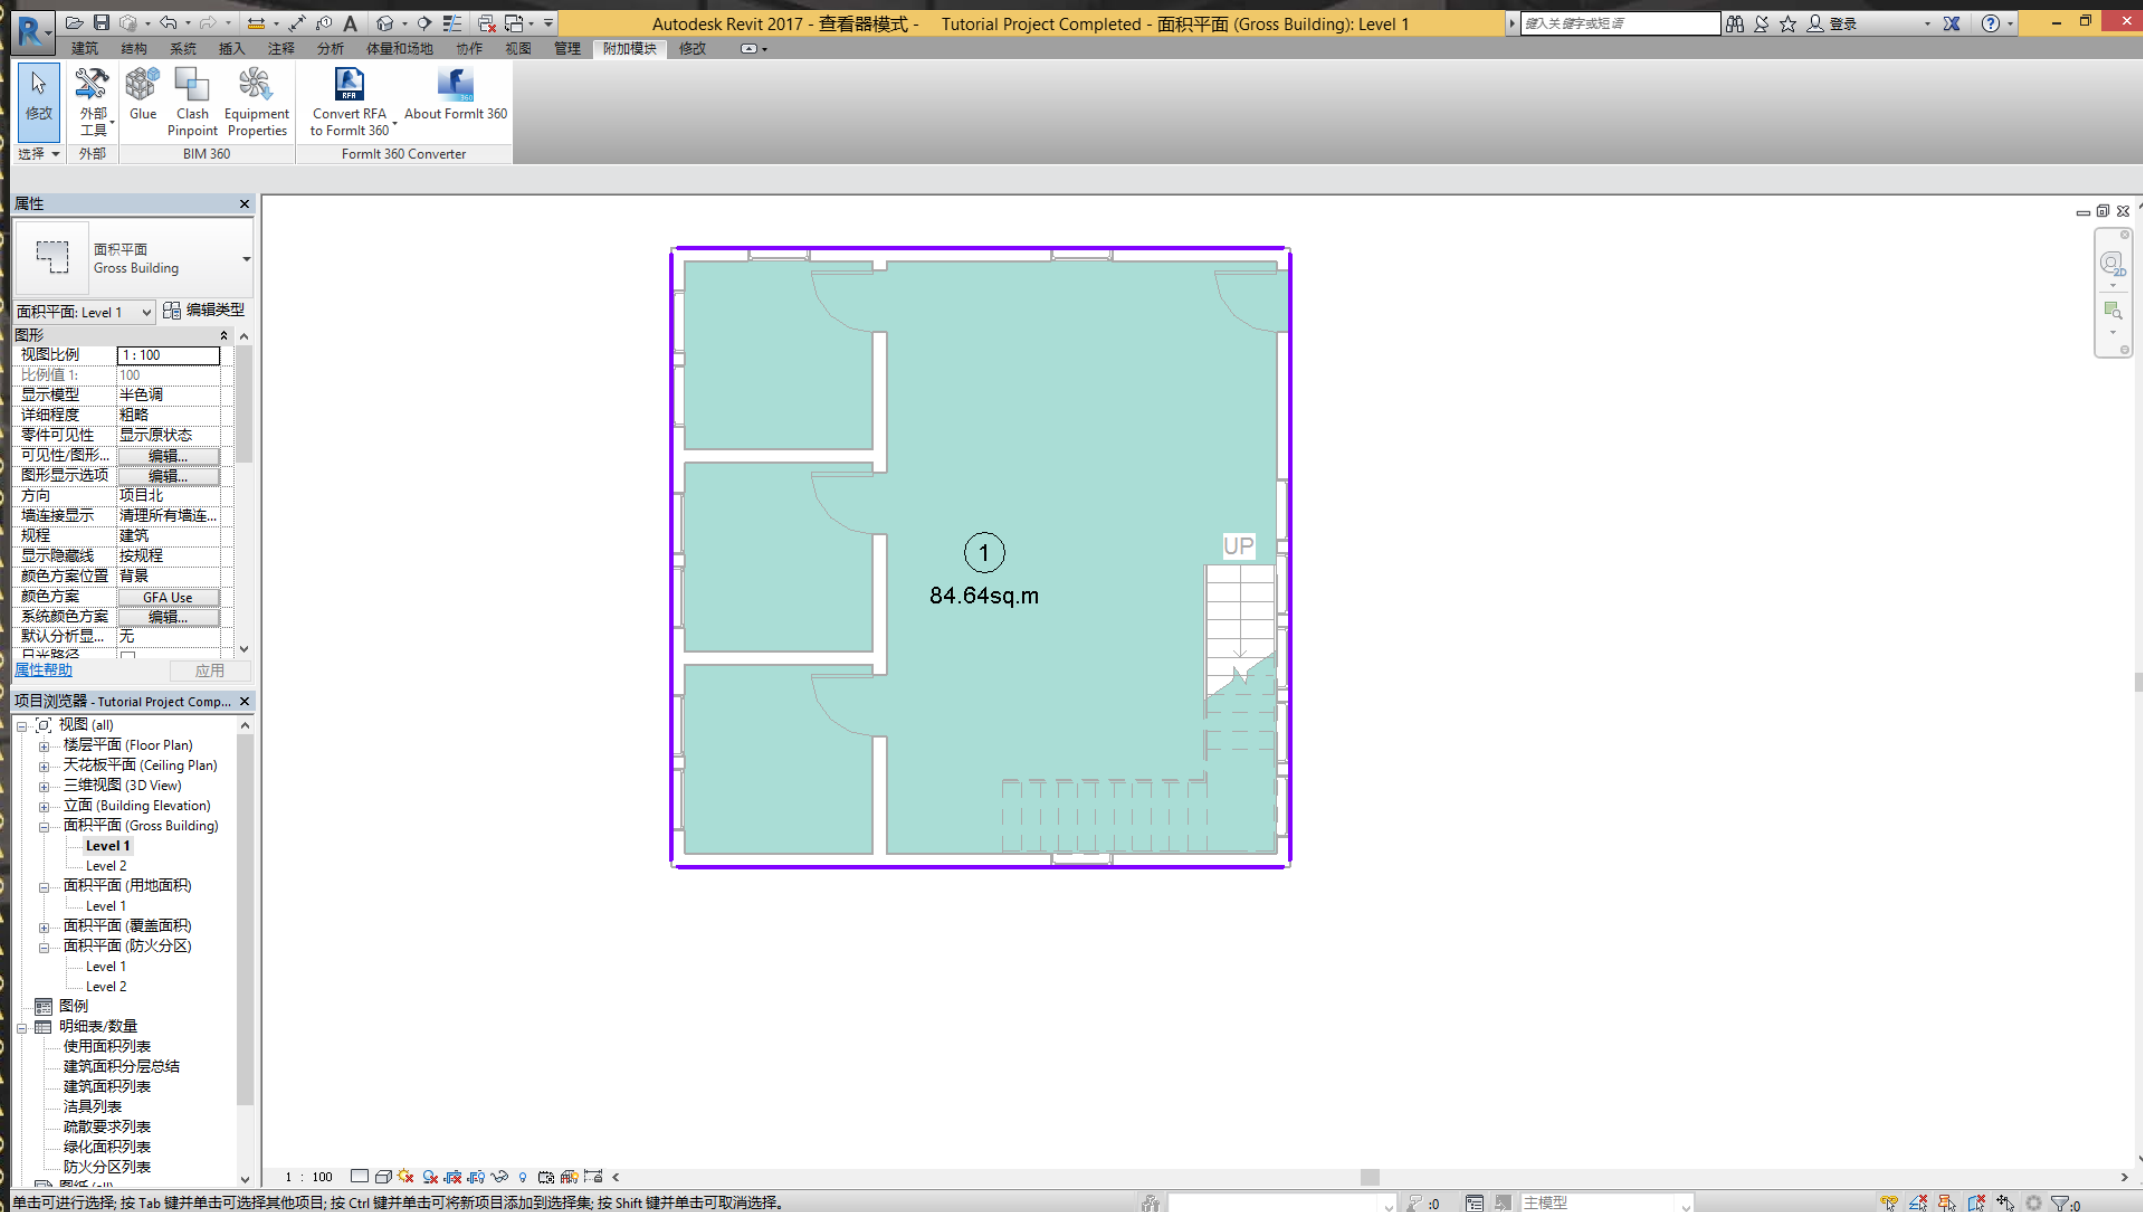 Autodesk Revit 2017 - 查看器模式 - Tutorial Project Completed - 面积平面 (Gross Building): Level 1
键入关键字或短语
登录
建筑 结构 系统 插入 注释 分析 体量和场地 协作 视图 管理 附加模块 修改
修改
外部
工具
Glue
Clash
Pinpoint
Equipment
Properties
RFA
Convert RFA
to FormIt 360
360
About FormIt 360
选择 外部 BIM 360 FormIt 360 Converter
属性
面积平面
Gross Building
面积平面: Level 1 编辑类型
图形
视图比例 1 : 100
比例值 1: 100
显示模型 半色调
详细程度 粗略
零件可见性 显示原状态
可见性/图形... 编辑...
图形显示选项 编辑...
方向 项目北
墙连接显示 清理所有墙连...
规程 建筑
显示隐藏线 按规程
颜色方案位置 背景
颜色方案 GFA Use
系统颜色方案 编辑...
默认分析显... 无
日光路径
属性帮助 应用
项目浏览器 - Tutorial Project Comp...
视图 (all)
楼层平面 (Floor Plan)
天花板平面 (Ceiling Plan)
三维视图 (3D View)
立面 (Building Elevation)
面积平面 (Gross Building)
Level 1
Level 2
面积平面 (用地面积)
Level 1
面积平面 (覆盖面积)
面积平面 (防火分区)
Level 1
Level 2
图例
明细表/数量
使用面积列表
建筑面积分层总结
建筑面积列表
洁具列表
疏散要求列表
绿化面积列表
防火分区列表
图纸 (all)
UP
1
84.64sq.m
2D
1 : 100
单击可进行选择; 按 Tab 键并单击可选择其他项目; 按 Ctrl 键并单击可将新项目添加到选择集; 按 Shift 键并单击可取消选择。
:0
主模型
:0